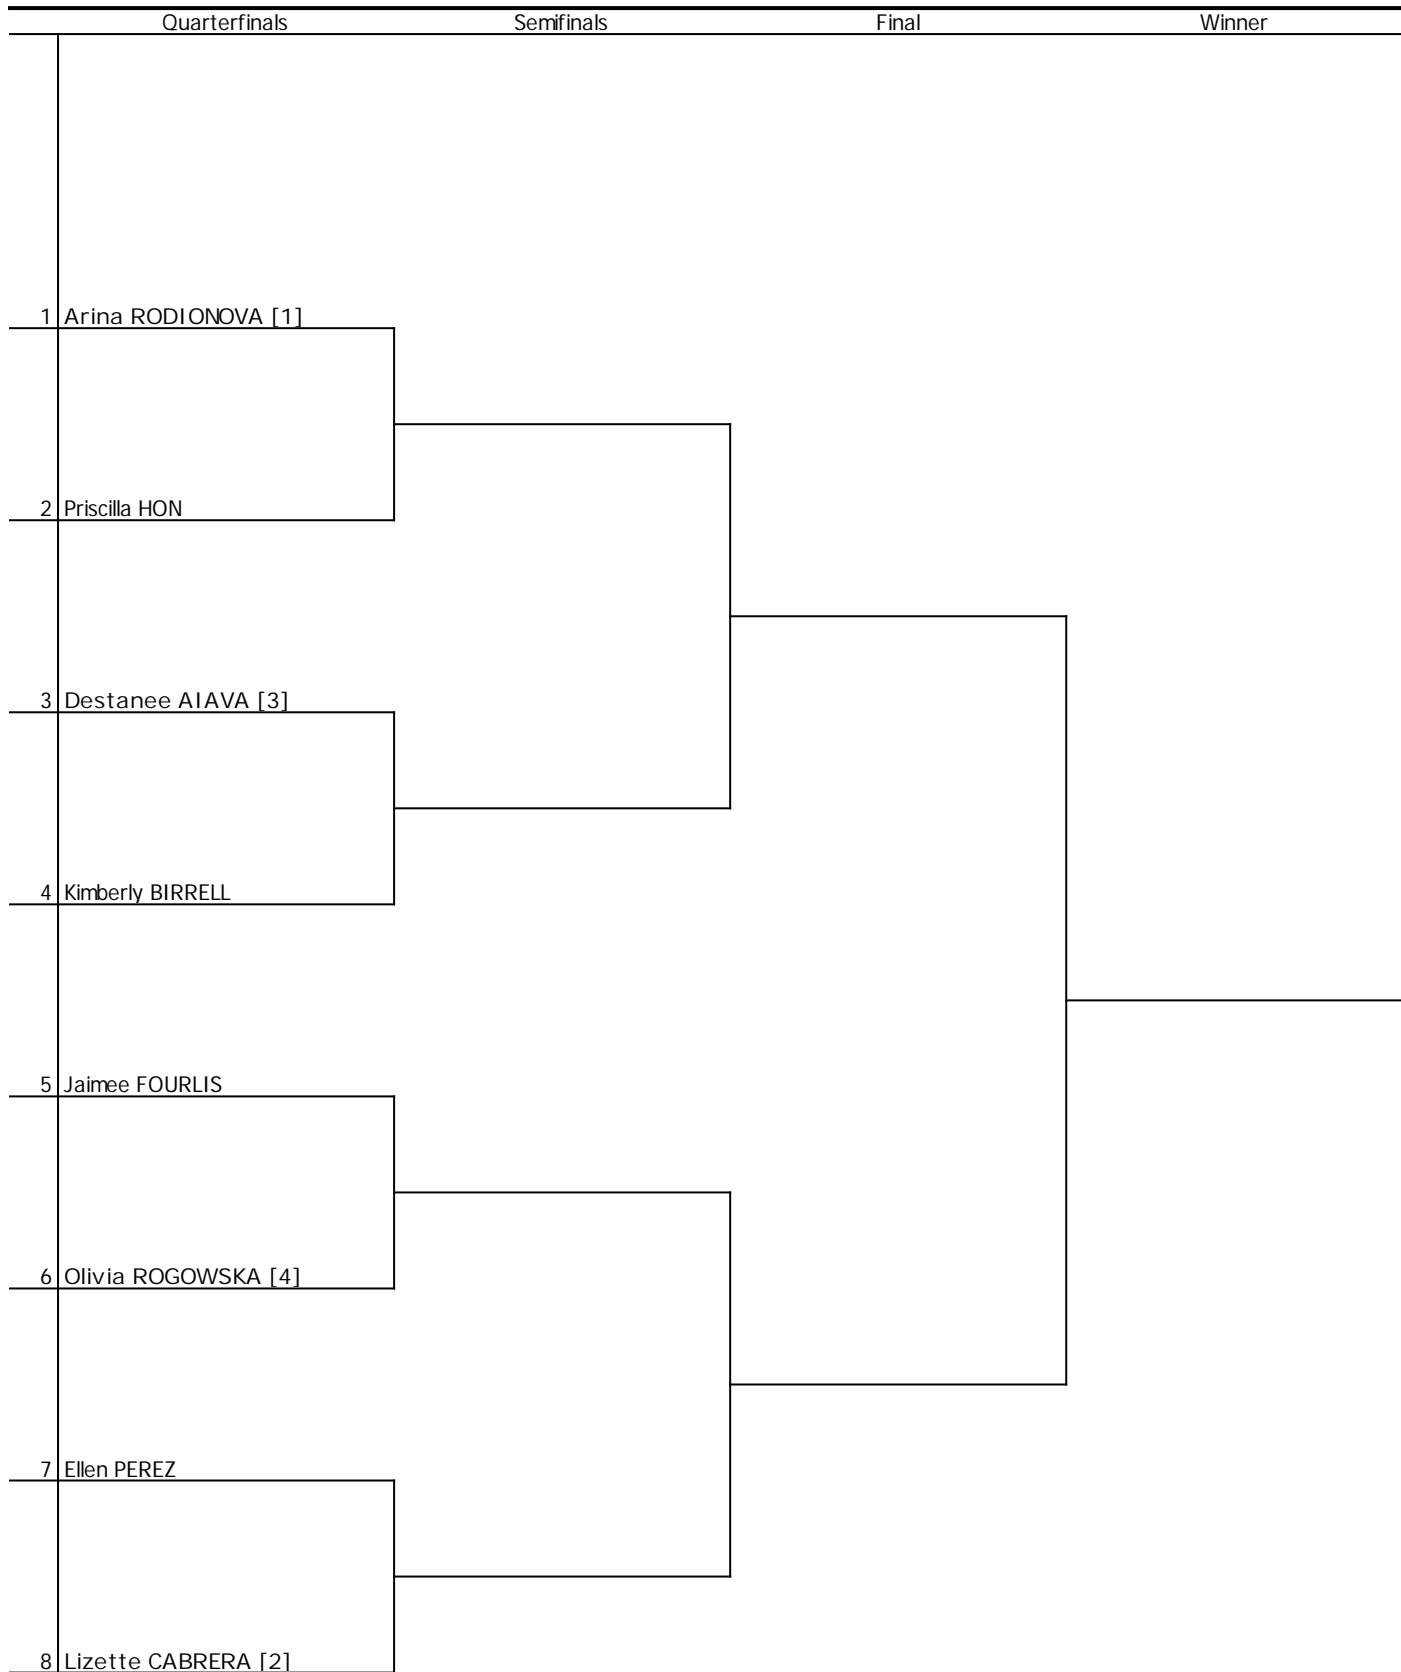 Quarterfinals Semifinals Final Winner
1 Arina RODIONOVA [1]
2 Priscilla HON
3 Destanee AIAVA [3]
4 Kimberly BIRRELL
5 Jaimee FOURLIS
6 Olivia ROGOWSKA [4]
7 Ellen PEREZ
8 Lizette CABRERA [2]